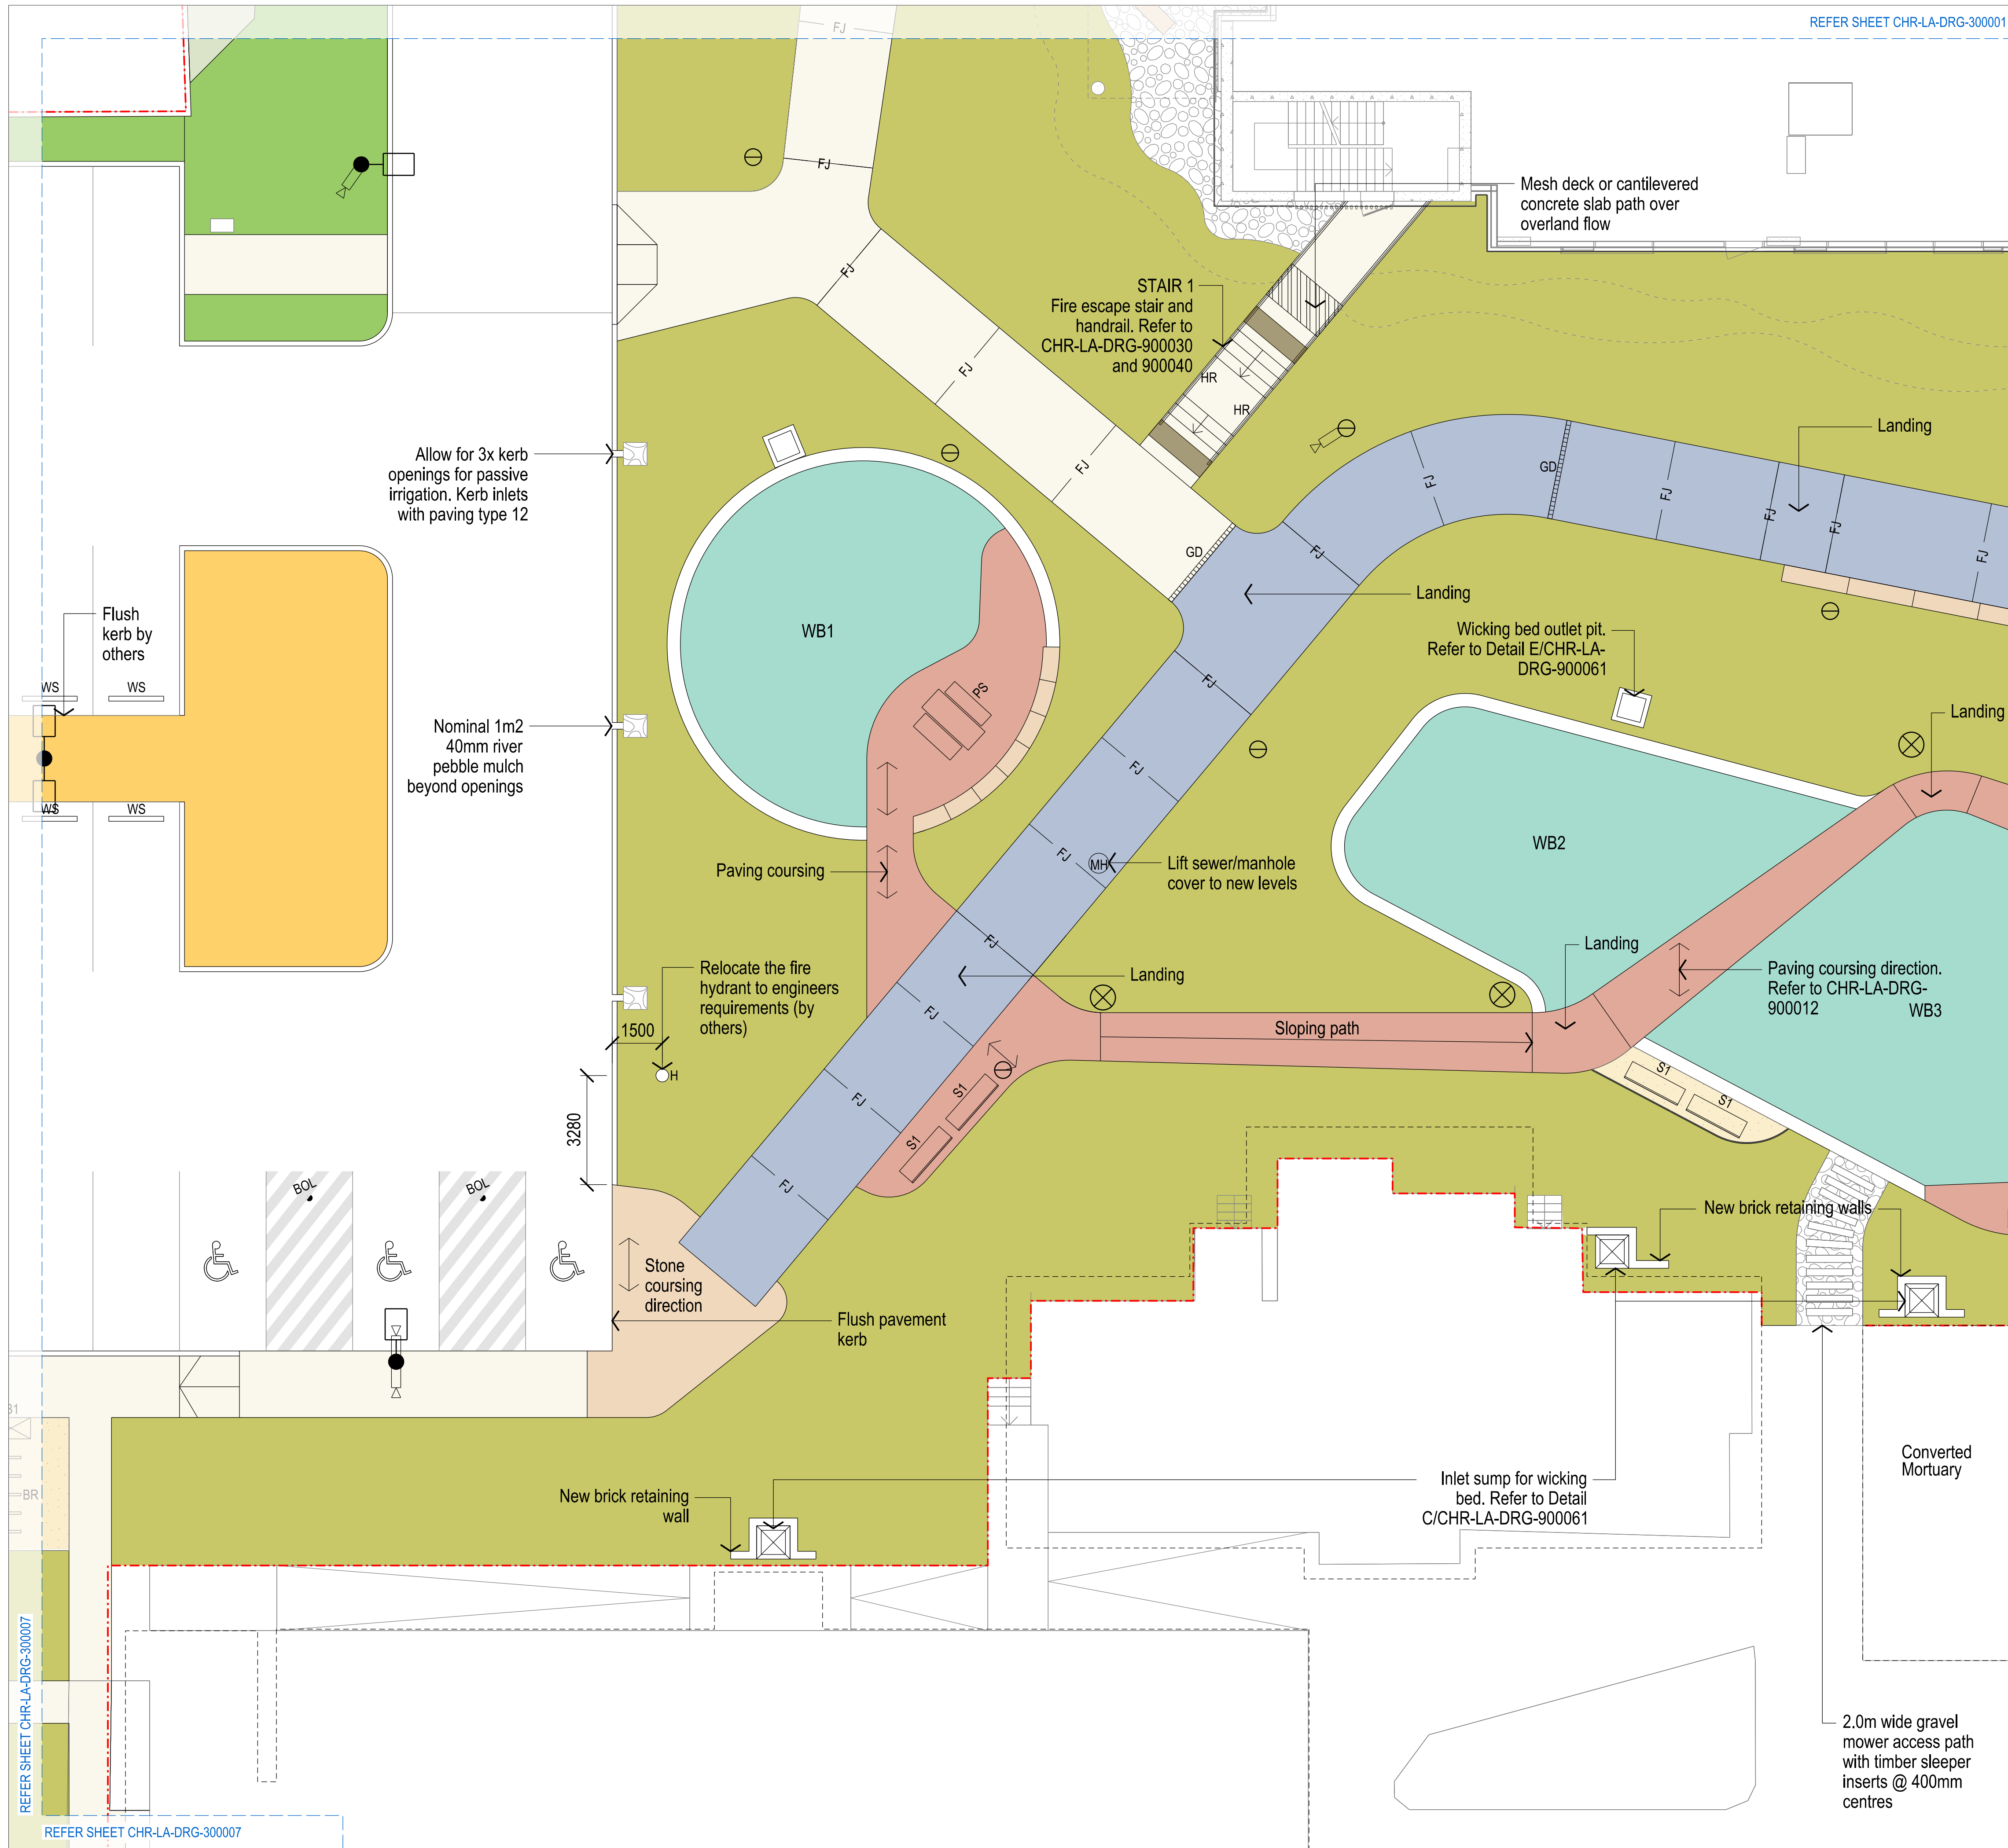 REFER SHEET CHR-LA-DRG-300001
FJ
FJ
FJ
FJ
FJ
Mesh deck or cantilevered
concrete slab path over
overland flow
STAIR 1
Fire escape stair and
handrail. Refer to
CHR-LA-DRG-900030
and 900040
HR
HR
Landing
GD
FJ
FJ
FJ
FJ
FJ
FJ
Allow for 3x kerb
openings for passive
irrigation. Kerb inlets
with paving type 12
GD
Landing
Flush
kerb by
others
WS
WS
WS
WS
WB1
PS
Wicking bed outlet pit.
Refer to Detail E/CHR-LA-
DRG-900061
FJ
Landing
Nominal 1m2
40mm river
pebble mulch
beyond openings
FJ
WB2
Paving coursing
FJ
MH
Lift sewer/manhole
cover to new levels
FJ
Landing
Landing
Relocate the fire
hydrant to engineers
requirements (by
others)
Paving coursing direction.
Refer to CHR-LA-DRG-
900012
WB3
FJ
1500
Sloping path
H
3280
FJ
S1
S1
S1
S1
FJ
BOL
BOL
New brick retaining walls
Stone
coursing
direction
Flush pavement
kerb
BR
New brick retaining
wall
Inlet sump for wicking
bed. Refer to Detail
C/CHR-LA-DRG-900061
Converted
Mortuary
2.0m wide gravel
mower access path
with timber sleeper
inserts @ 400mm
centres
REFER SHEET CHR-LA-DRG-300007
REFER SHEET CHR-LA-DRG-300007